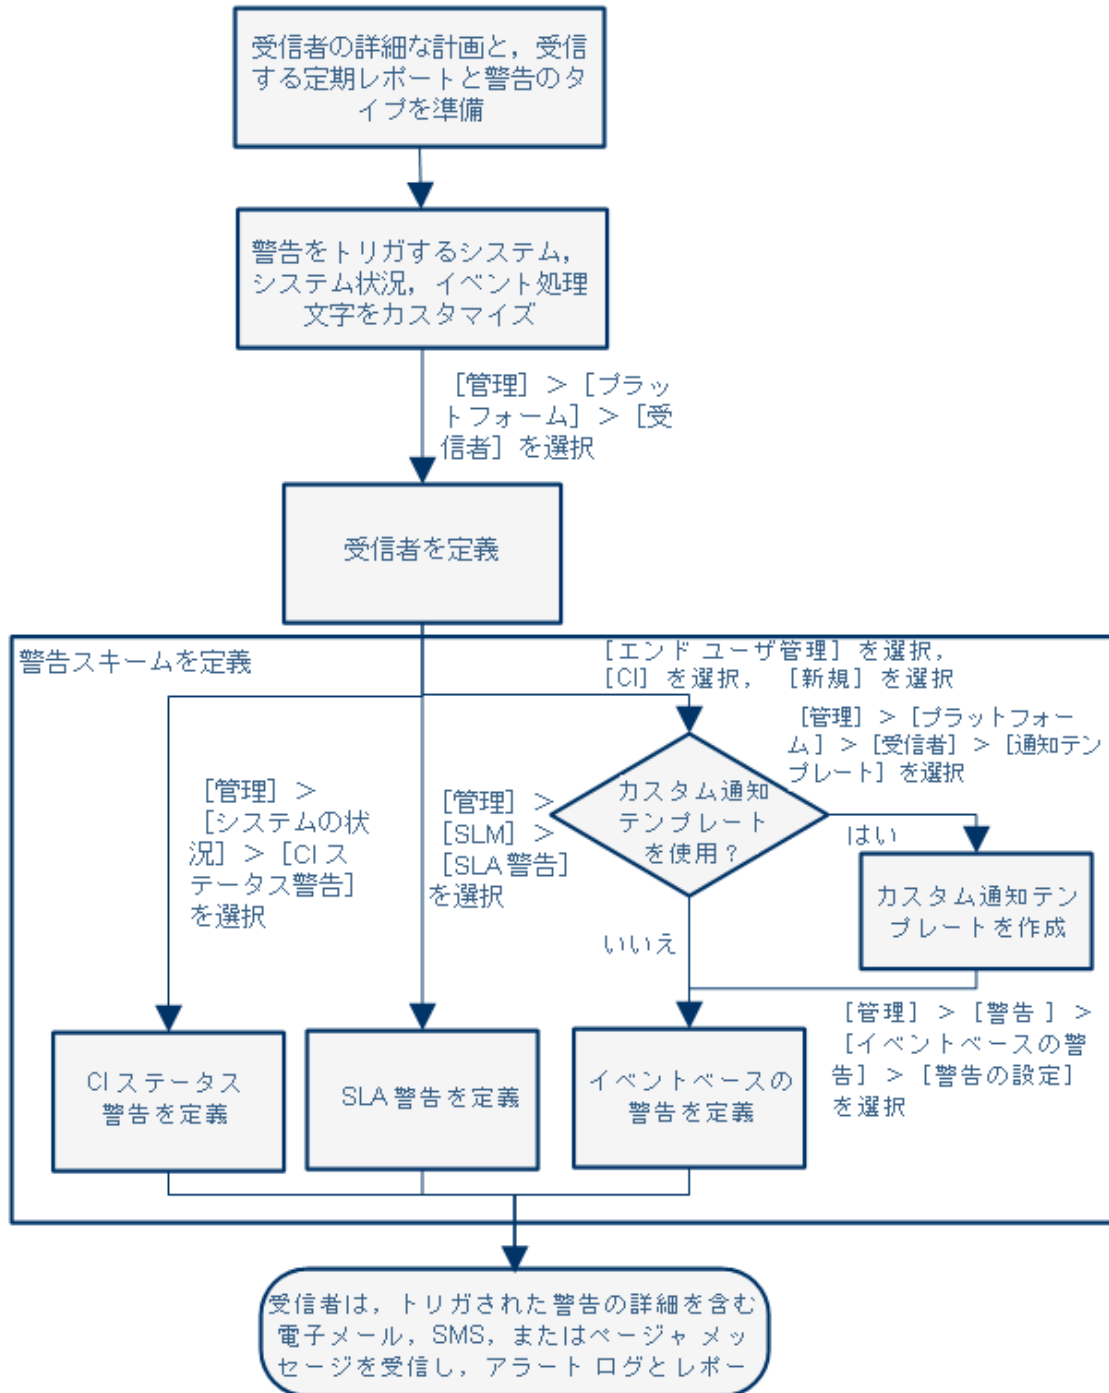 受信者の詳細な計画と，受信
する定期レポートと警告のタ
イプを準備
警告をトリガするシステム，
システム状況，イベント処理
文字をカスタマイズ
［管理］＞［プラッ
トフォーム］＞［受
信者］を選択
受信者を定義
警告スキームを定義
［エンド ユーザ管理］を選択，
［CI］を選択，［新規］を選択
［管理］＞［プラットフォー
ム］＞［受信者］＞［通知テン
プレート］を選択
［管理］＞
［システムの状
況］＞［CI ス
テータス警告］
を選択
［管理］＞
［SLM］＞
［SLA 警告］
を選択
カスタム通知
テンプレート
を使用？
はい
カスタム通知テン
プレートを作成
いいえ
［管理］＞［警告 ］＞
［イベントベースの警
告］＞［警告の設定］
を選択
CI ステータス
警告を定義
SLA 警告を定義
イベントベースの
警告を定義
受信者は，トリガされた警告の詳細を含む
電子メール，SMS，またはページャ メッ
セージを受信し，アラート ログとレポー